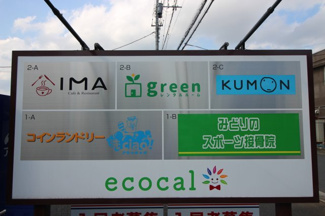 2-A
IMA
2-B
green
2-C
KUMON
1-A
コインランドリー
1-B
みどりの
スポーツ接骨院
ecocal